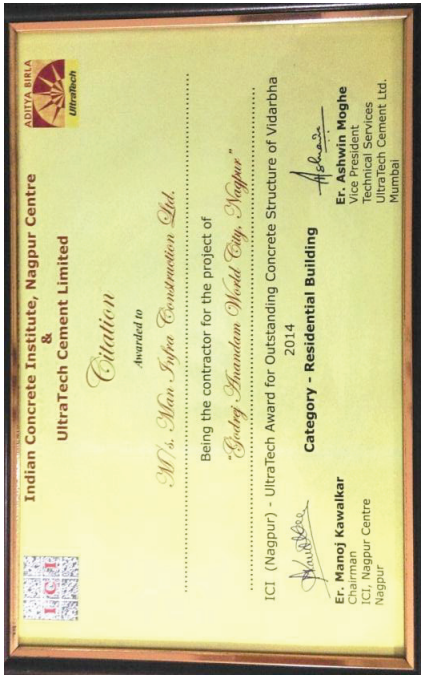 ICI
Indian Concrete Institute, Nagpur Centre
&
UltraTech Cement Limited
ADITYA BIRLA
UltraTech
Citation
Awarded to
M/s. Man Infra Construction Ltd.
Being the contractor for the project of
"Godrej Anandam World City, Nagpur"
ICI (Nagpur) - UltraTech Award for Outstanding Concrete Structure of Vidarbha
2014
Category - Residential Building
Er. Manoj Kawalkar
Chairman
ICI, Nagpur Centre
Nagpur
Er. Ashwin Moghe
Vice President
Technical Services
UltraTech Cement Ltd.
Mumbai